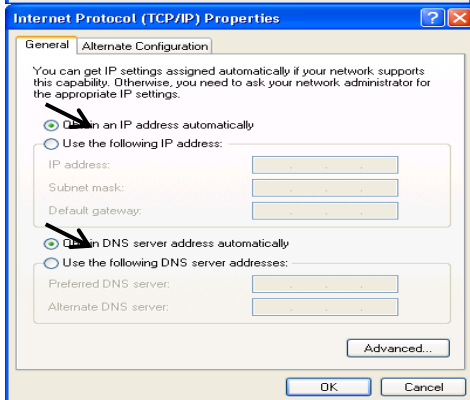 Internet Protocol (TCP/IP) Properties
General Alternate Configuration
You can get IP settings assigned automatically if your network supports
this capability. Otherwise, you need to ask your network administrator for
the appropriate IP settings.
Obtain an IP address automatically
Use the following IP address:
IP address:
Subnet mask:
Default gateway:
Obtain DNS server address automatically
Use the following DNS server addresses:
Preferred DNS server:
Alternate DNS server:
Advanced...
OK Cancel